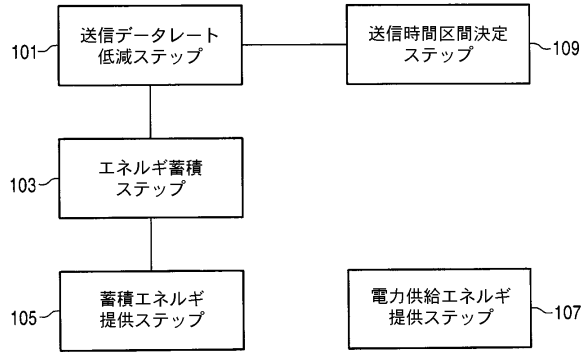 101
送信データレート
低減ステップ
送信時間区間決定
ステップ
109
103
エネルギ蓄積
ステップ
105
蓄積エネルギ
提供ステップ
電力供給エネルギ
提供ステップ
107